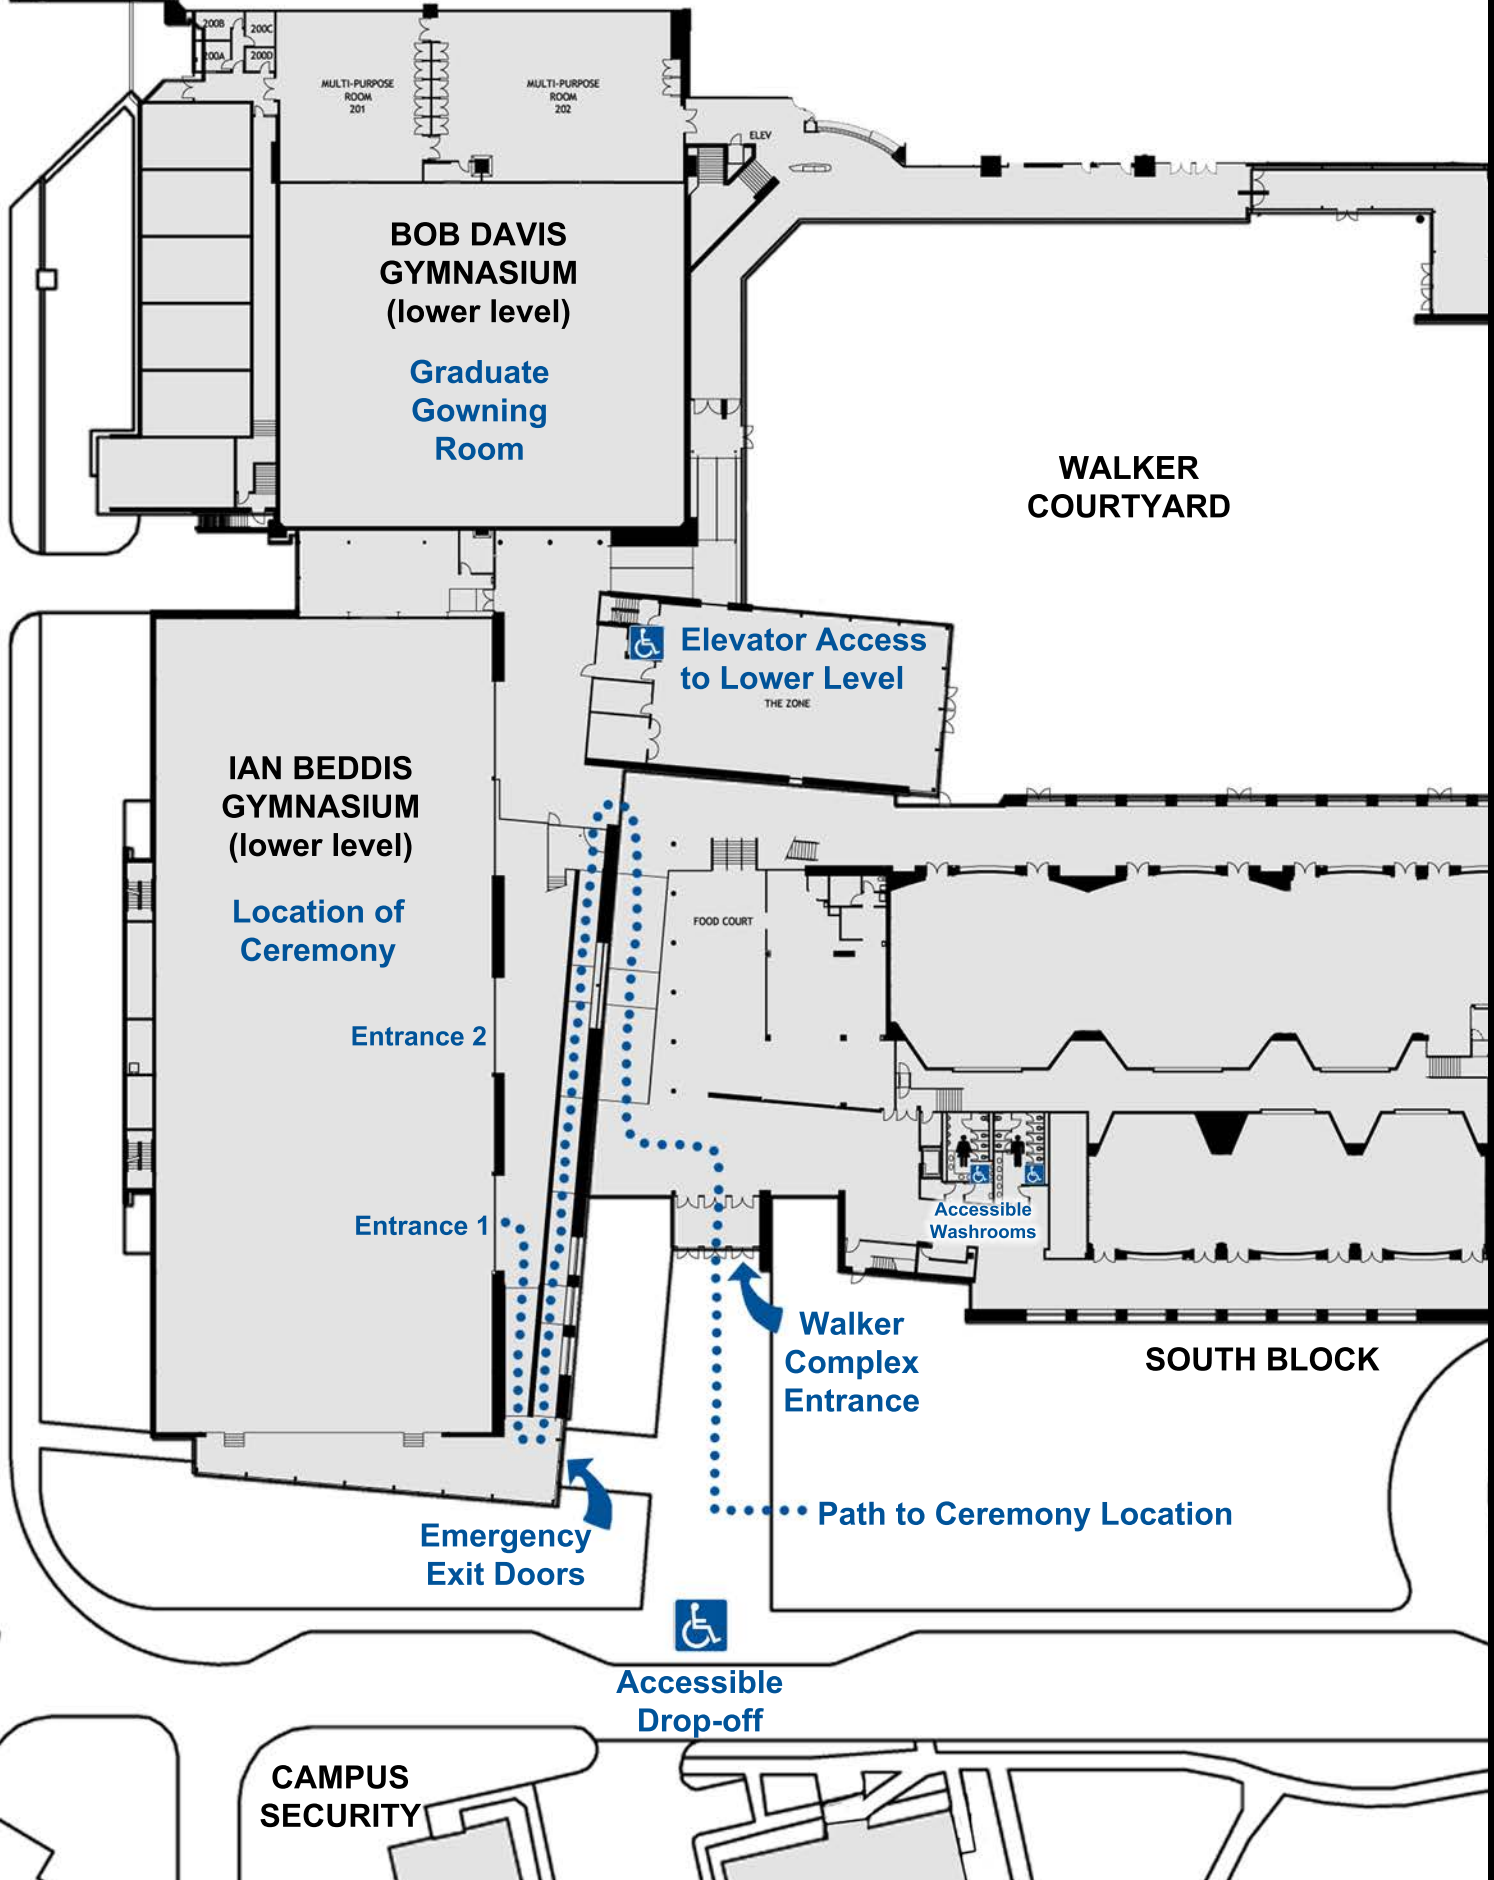 200B
200C
200A
200D
MULTI-PURPOSE
ROOM
201
MULTI-PURPOSE
ROOM
202
ELEV
BOB DAVIS
GYMNASIUM
(lower level)
Graduate
Gowning
Room
WALKER
COURTYARD
Elevator Access
to Lower Level
THE ZONE
IAN BEDDIS
GYMNASIUM
(lower level)
Location of
Ceremony
FOOD COURT
Entrance 2
Entrance 1
Accessible
Washrooms
Walker
Complex
Entrance
SOUTH BLOCK
Path to Ceremony Location
Emergency
Exit Doors
Accessible
Drop-off
CAMPUS
SECURITY